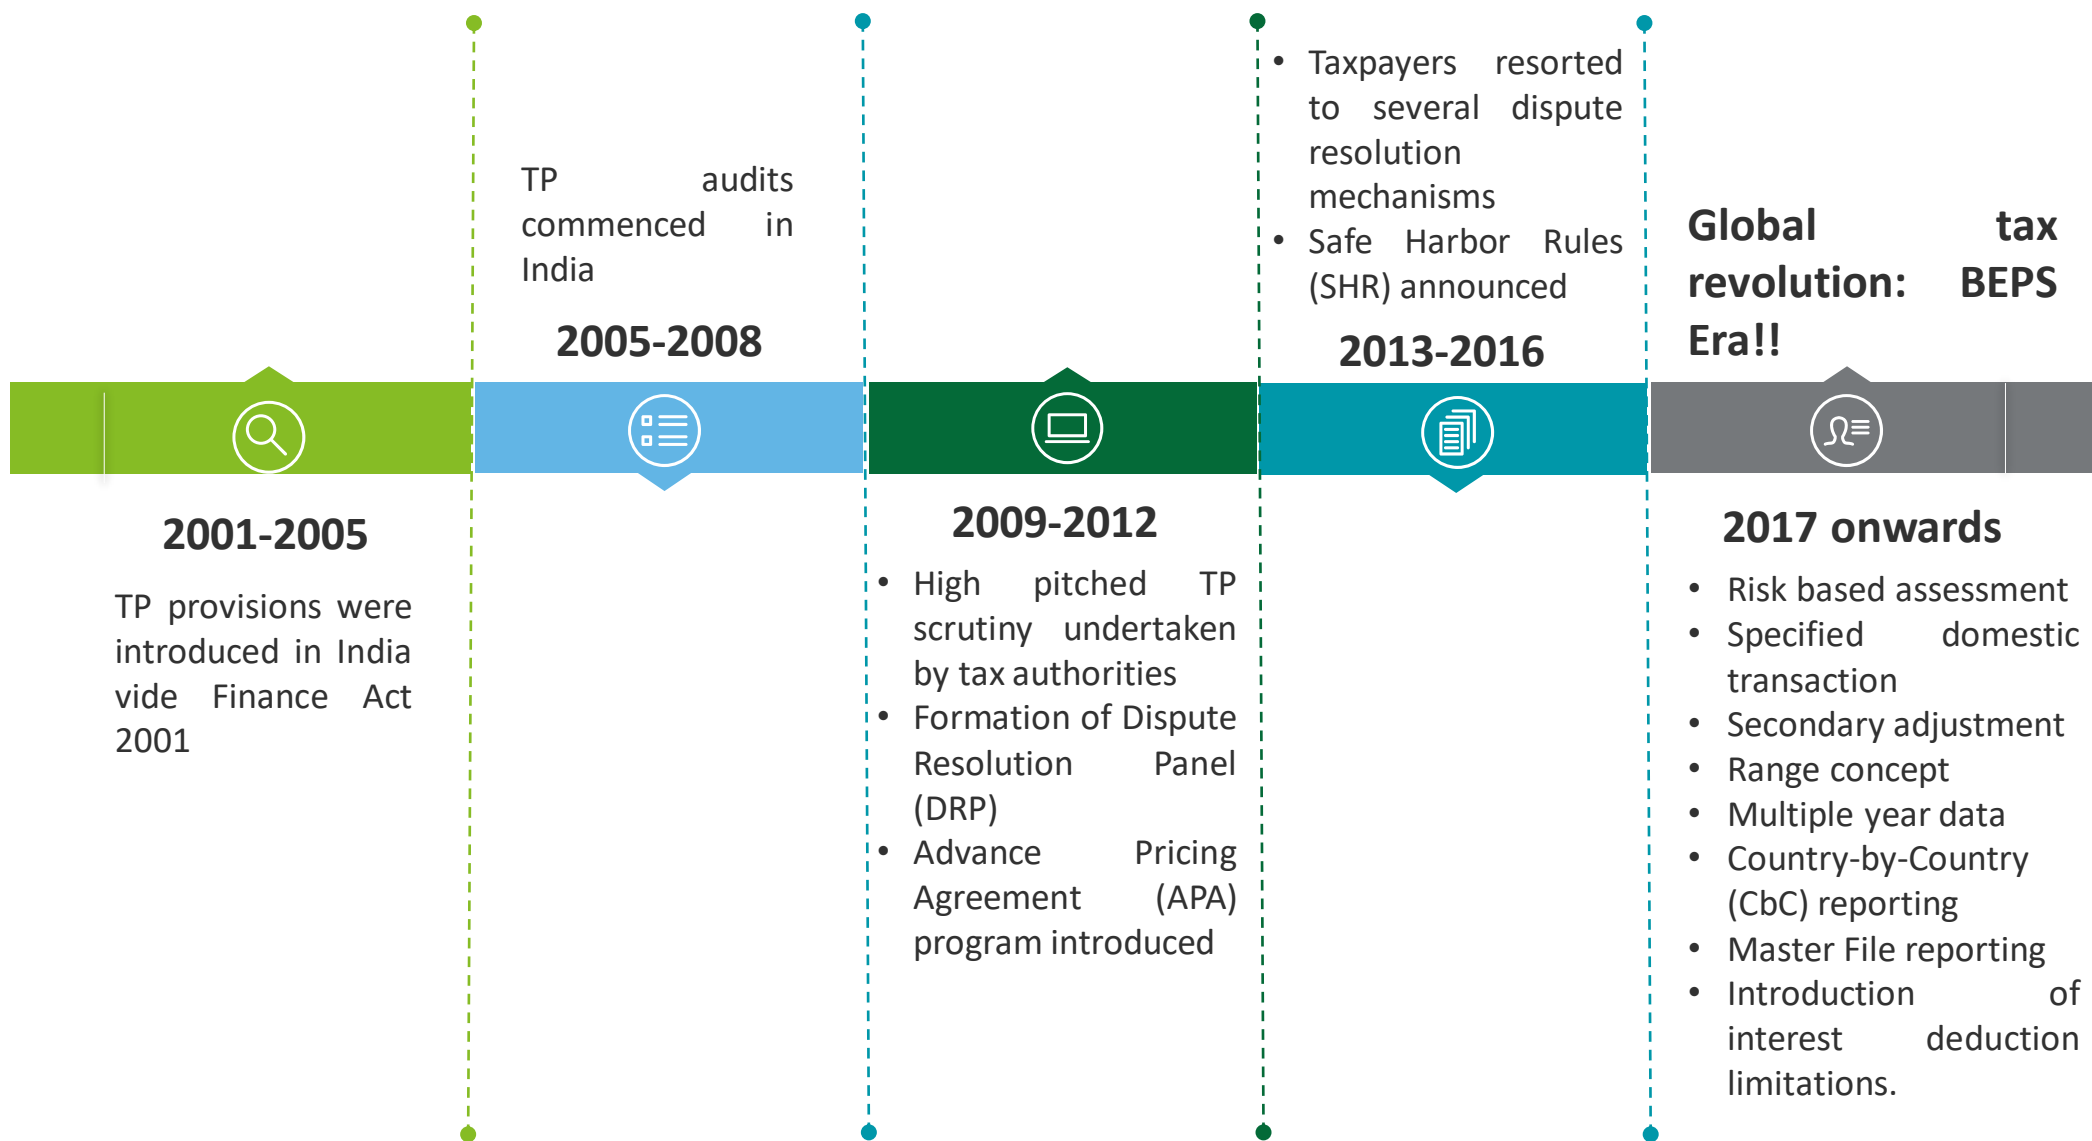 2001-2005
TP provisions were
introduced in India
vide Finance Act
2001
TP audits
commenced in
India
2005-2008
2009-2012
• High pitched TP
scrutiny undertaken
by tax authorities
• Formation of Dispute
Resolution Panel
(DRP)
• Advance Pricing
Agreement (APA)
program introduced
• Taxpayers resorted
to several dispute
resolution
mechanisms
• Safe Harbor Rules
(SHR) announced
2013-2016
Global tax
revolution: BEPS
Era!!
2017 onwards
• Risk based assessment
• Specified domestic
transaction
• Secondary adjustment
• Range concept
• Multiple year data
• Country-by-Country
(CbC) reporting
• Master File reporting
• Introduction of
interest deduction
limitations.